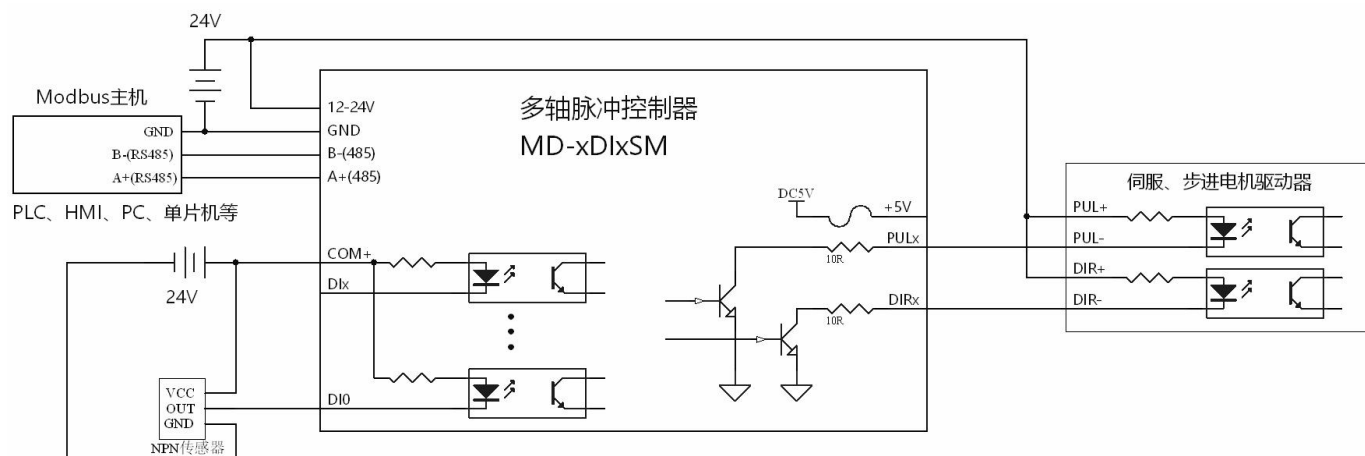 24V
Modbus主机
GND
B-(RS485)
A+(RS485)
PLC、HMI、PC、单片机等
12-24V
GND
B-(485)
A+(485)
多轴脉冲控制器
MD-xDIxSM
DC5V
+5V
PULx
10R
DIRx
10R
伺服、步进电机驱动器
PUL+
PUL-
DIR+
DIR-
24V
COM+
DIx
DI0
VCC
OUT
GND
NPN传感器